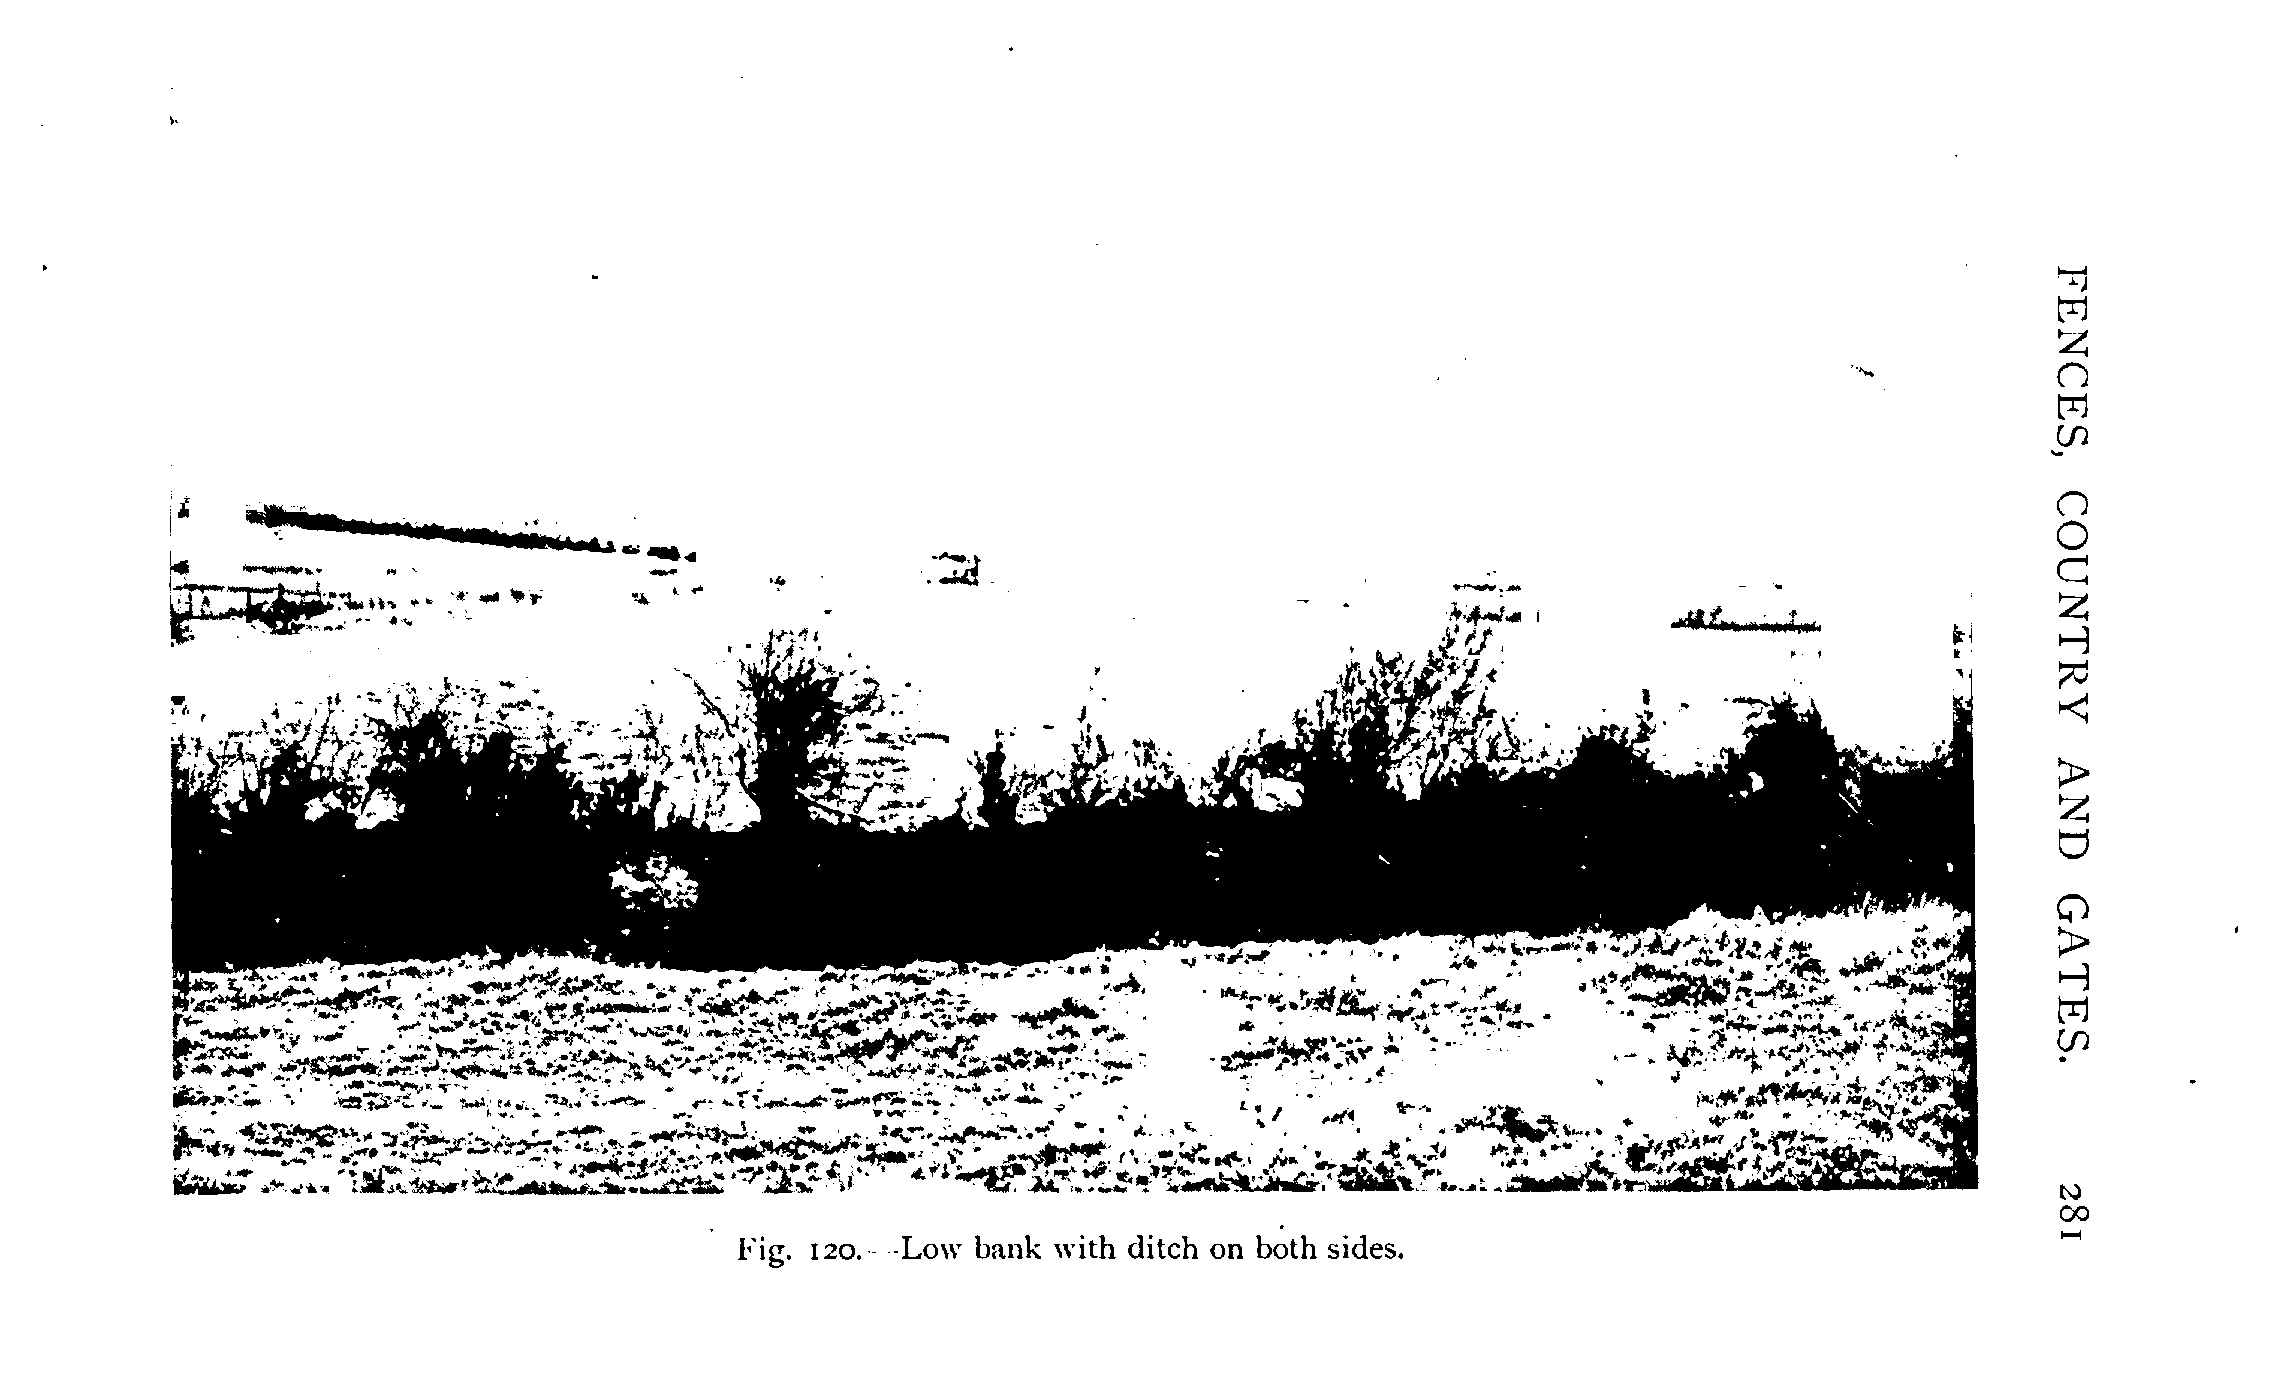 FENCES, COUNTRY AND GATES. 281
Fig. 120.—Low bank with ditch on both sides.